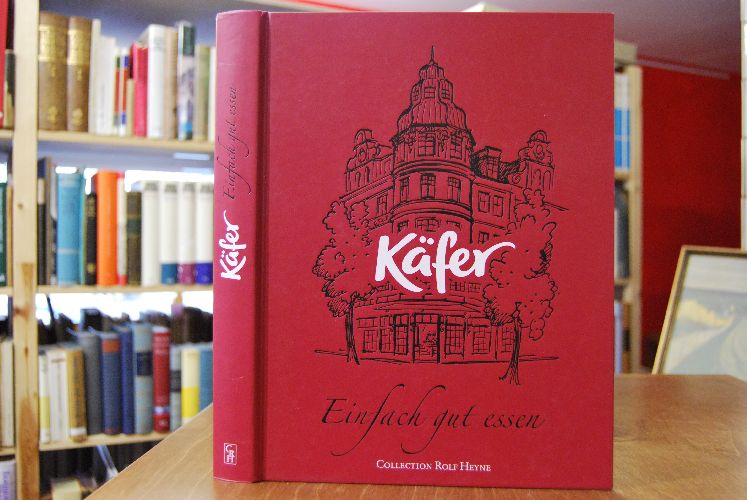 Käfer
Einfach gut essen
Käfer
Einfach gut essen
COLLECTION ROLF HEYNE